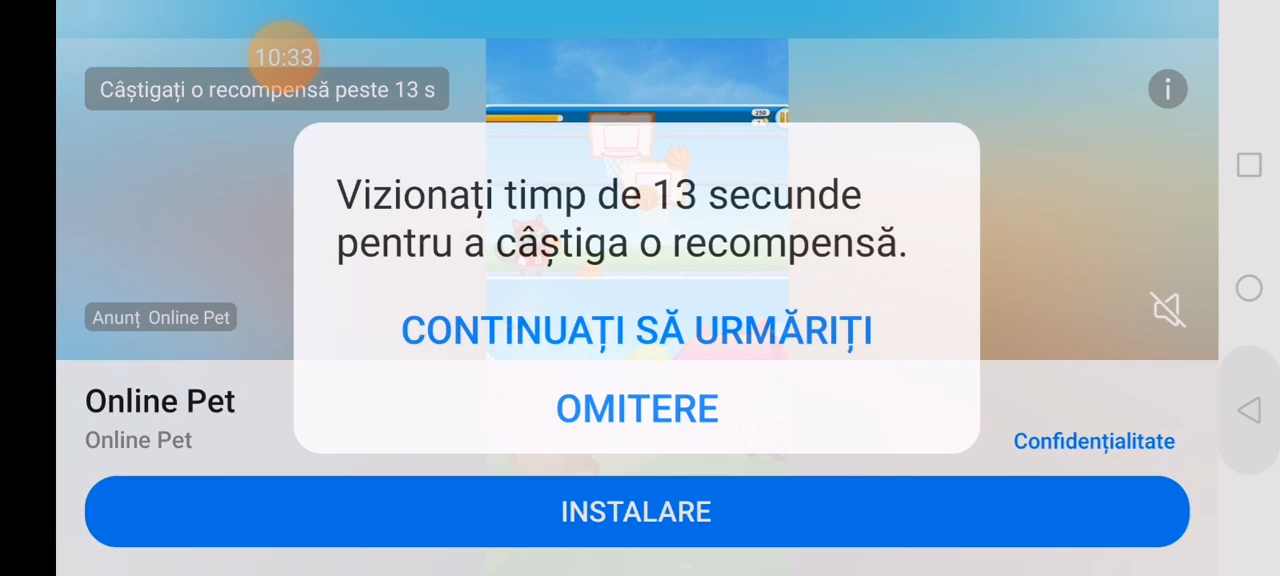 10:33
Câștigați o recompensă peste 13 s
250
Vizionați timp de 13 secunde
pentru a câștiga o recompensă.
CONTINUAȚI SĂ URMĂRIȚI
OMITERE
Anunț Online Pet
Online Pet
Online Pet
Confidențialitate
INSTALARE